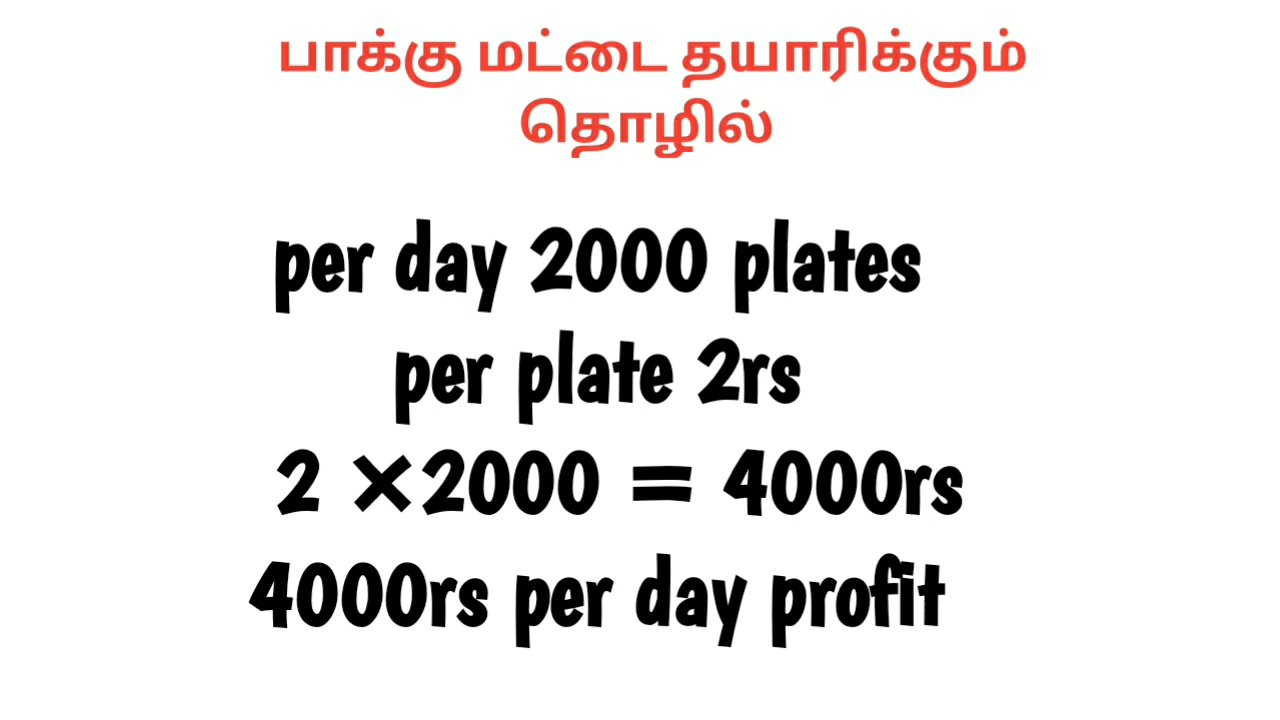 பாக்கு மட்டை தயாரிக்கும்
தொழில்
per day 2000 plates
per plate 2rs
2 ×2000 = 4000rs
4000rs per day profit